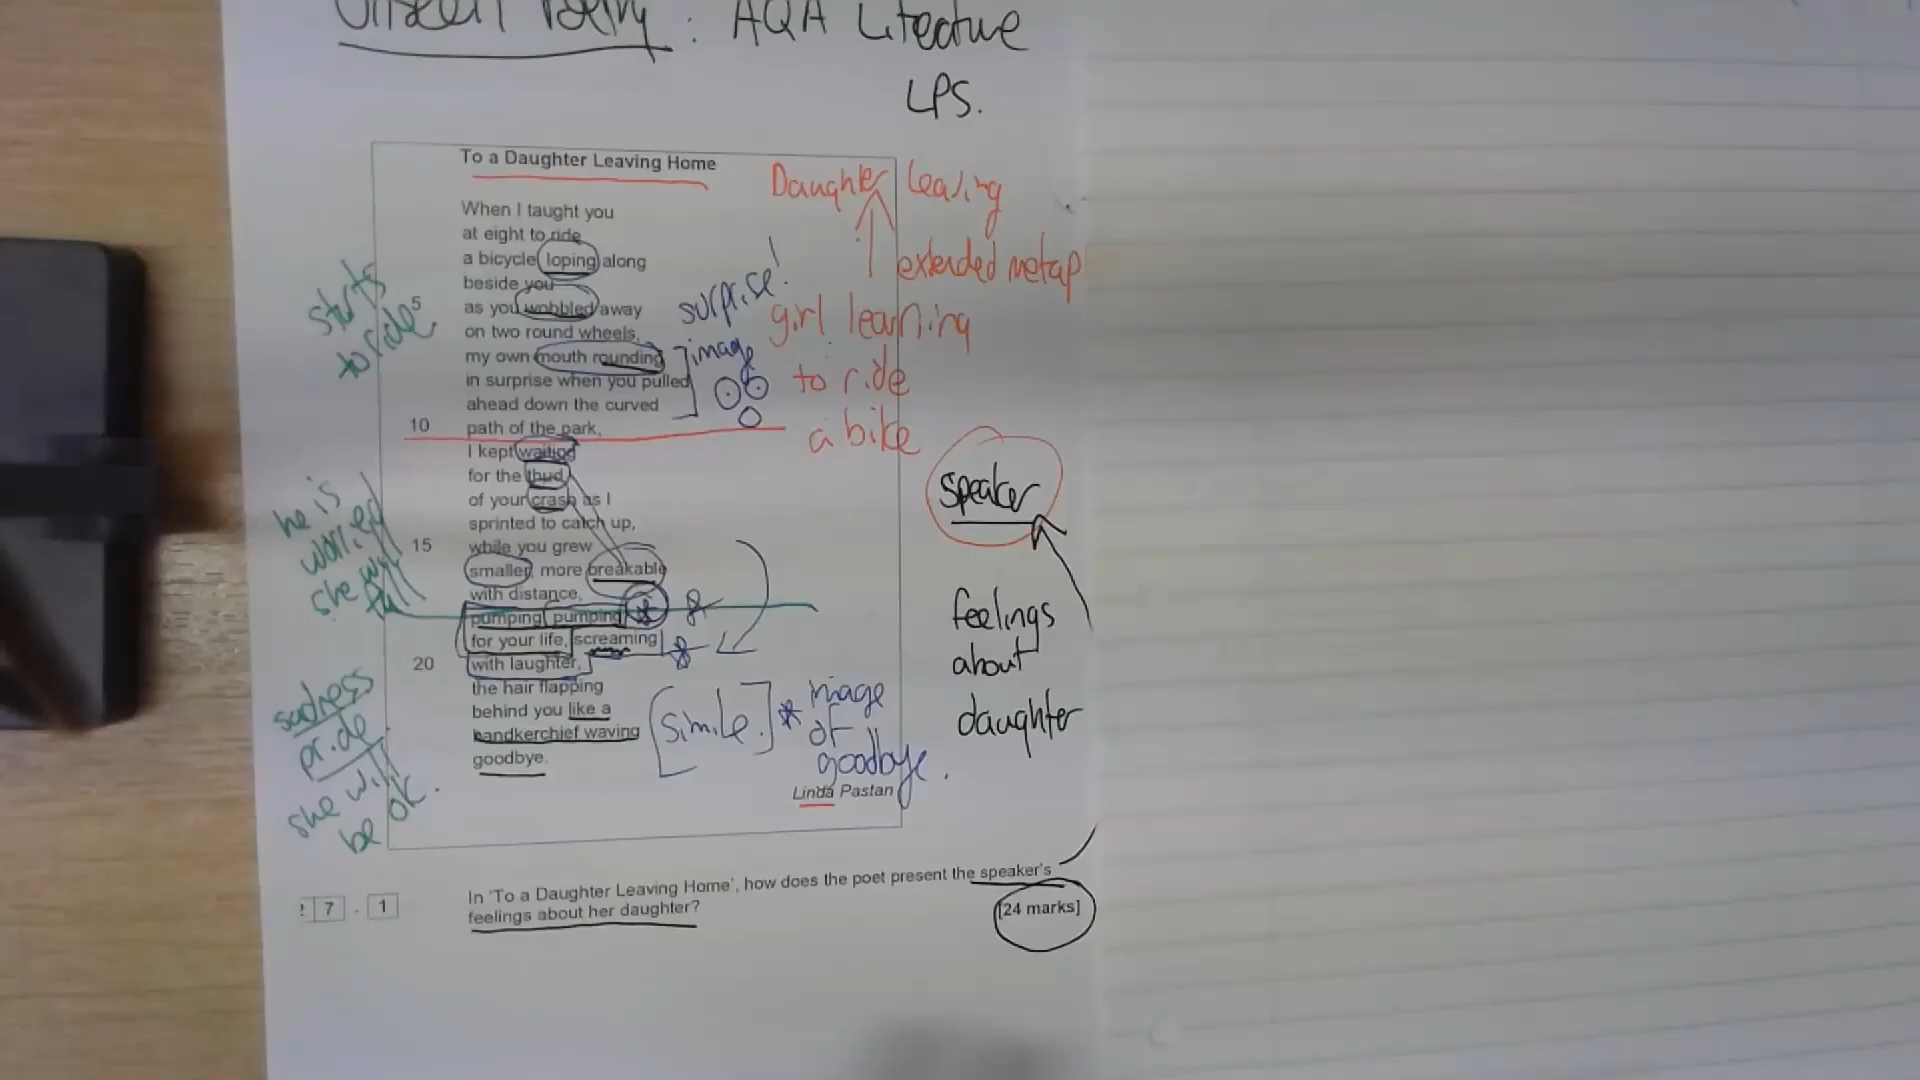 Unseen Poetry : AQA Literature
LPS.
To a Daughter Leaving Home
Daughter leaving
extended metap
girl learning
to ride
a bike
When I taught you
at eight to ride
a bicycle loping along
beside you
5
as you wobbled away
on two round wheels,
my own mouth rounding
in surprise when you pulled
ahead down the curved
10
path of the park,
I kept waiting
for the thud
of your crash as I
sprinted to catch up,
15
while you grew
smaller, more breakable
with distance,
pumping, pumping
for your life, screaming
20
with laughter,
the hair flapping
behind you like a
handkerchief waving
goodbye.
Linda Pastan
starts
to ride
surprise!
image
he is
worried
she will
fall
sadness
pride
she will
be ok.
[simile.] * image
of
goodbye.
speaker
feelings
about
daughter
7 . 1
In 'To a Daughter Leaving Home', how does the poet present the speaker's
feelings about her daughter?
[24 marks]